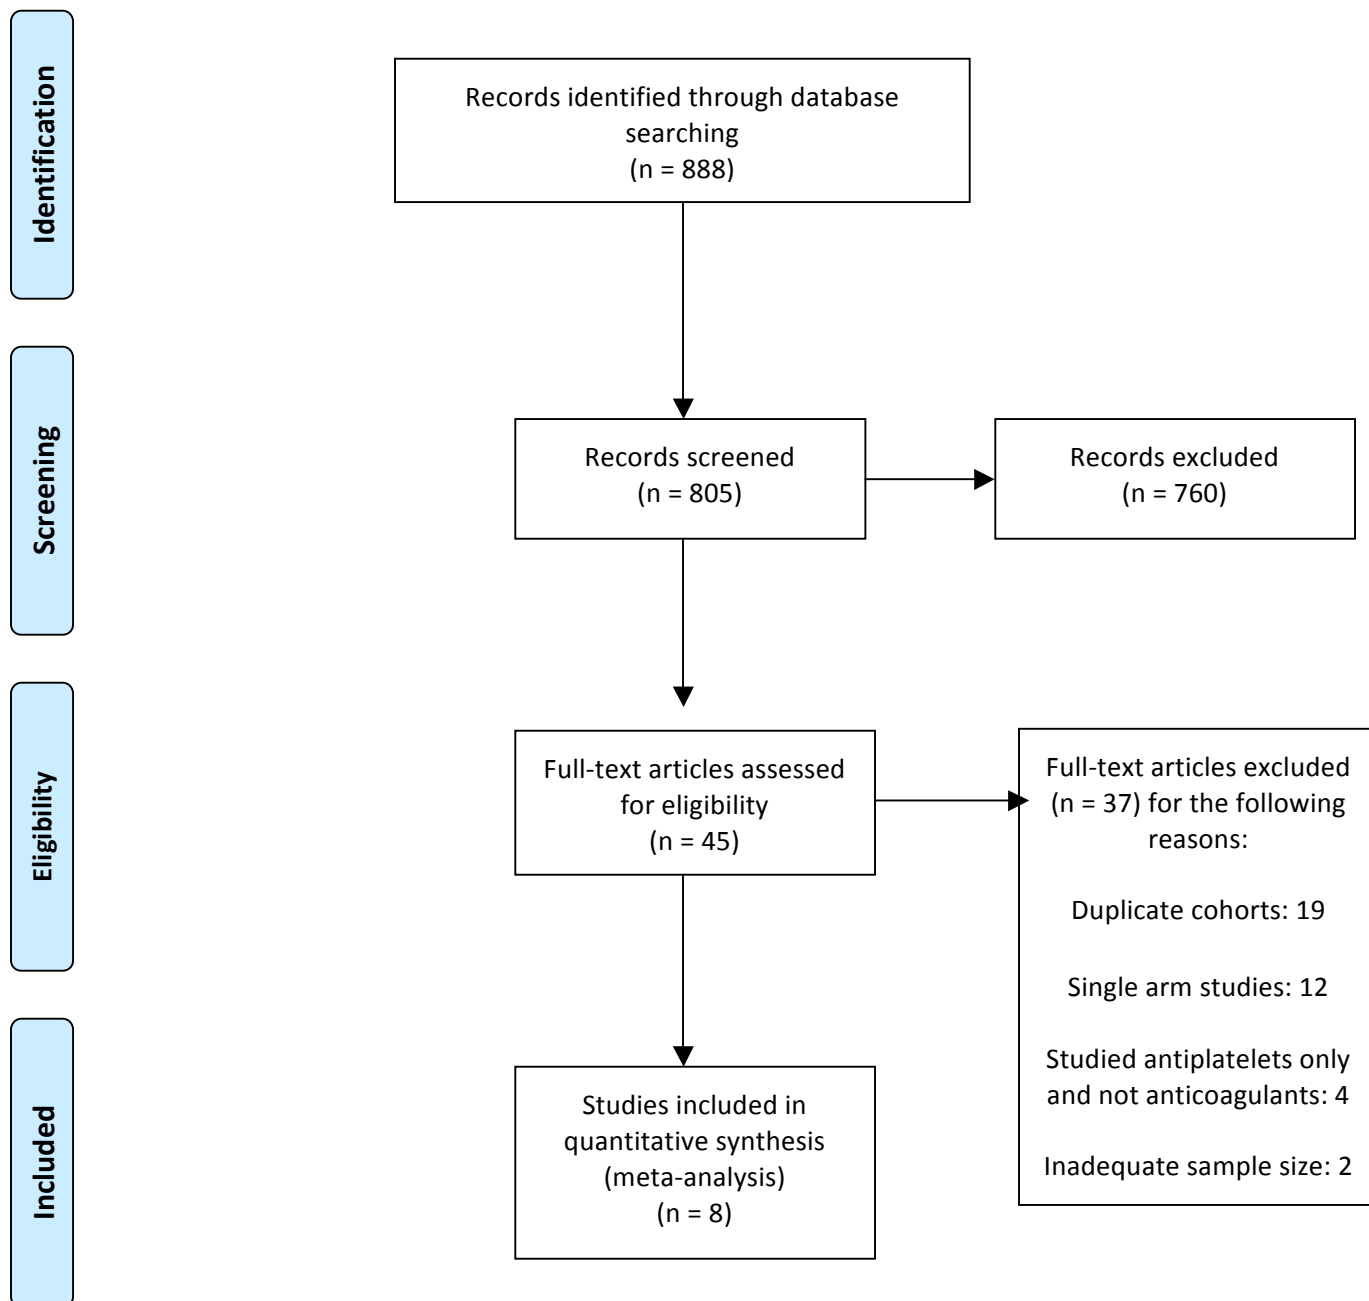 Identification
Records identified through database
searching
(n = 888)
Screening
Records screened
(n = 805)
Records excluded
(n = 760)
Eligibility
Full-text articles assessed
for eligibility
(n = 45)
Full-text articles excluded
(n = 37) for the following
reasons:
Duplicate cohorts: 19
Single arm studies: 12
Studied antiplatelets only
and not anticoagulants: 4
Inadequate sample size: 2
Included
Studies included in
quantitative synthesis
(meta-analysis)
(n = 8)